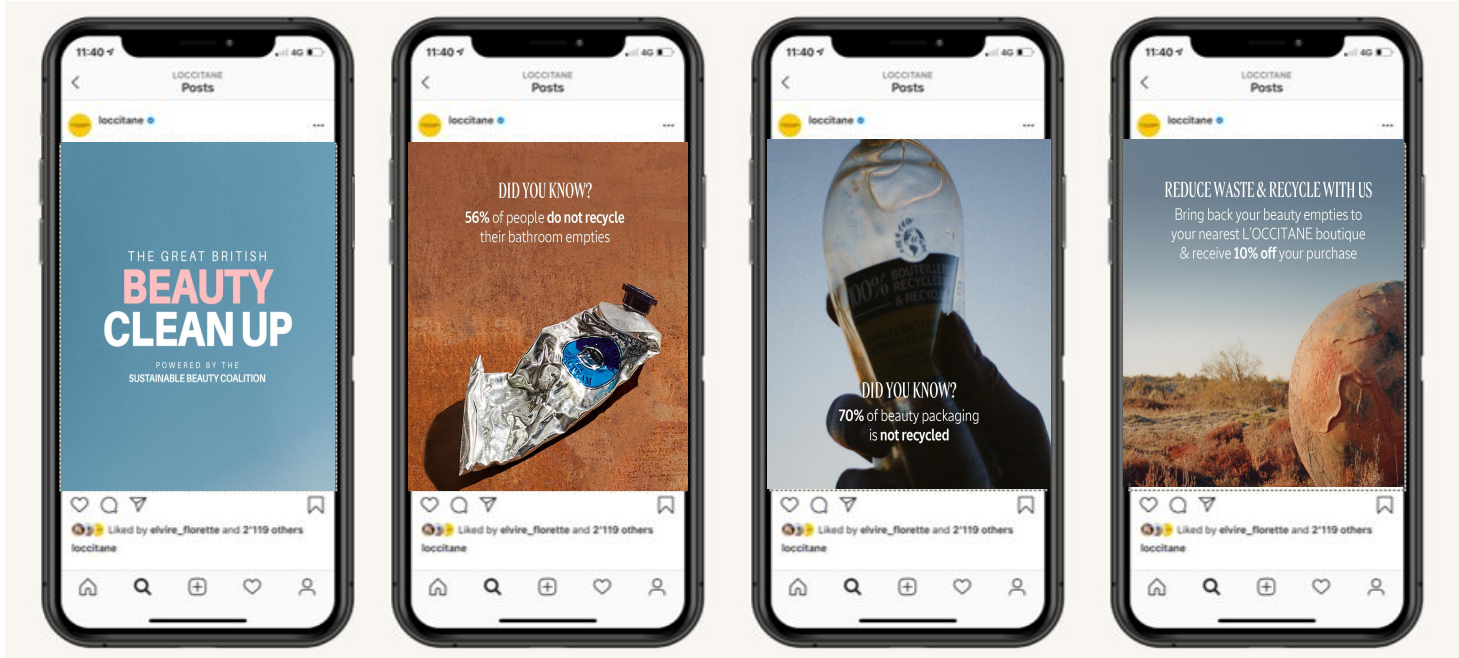 11:40
4G
LOCCITANE
Posts
loccitane
THE GREAT BRITISH
BEAUTY
CLEAN UP
POWERED BY THE
SUSTAINABLE BEAUTY COALITION
Liked by elvire_florette and 2'119 others
loccitane
11:40
4G
LOCCITANE
Posts
loccitane
DID YOU KNOW?
56% of people do not recycle
their bathroom empties
Liked by elvire_florette and 2'119 others
loccitane
11:40
4G
LOCCITANE
Posts
loccitane
100% BOUTEILLE
RECYCLÉE
& RECYCL
DID YOU KNOW?
70% of beauty packaging
is not recycled
Liked by elvire_florette and 2'119 others
loccitane
11:40
4G
LOCCITANE
Posts
loccitane
REDUCE WASTE & RECYCLE WITH US
Bring back your beauty empties to
your nearest L'OCCITANE boutique
& receive 10% off your purchase
Liked by elvire_florette and 2'119 others
loccitane